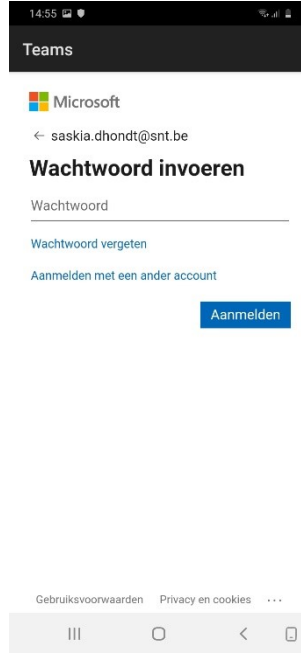 14:55
Teams
Microsoft
← saskia.dhondt@snt.be
Wachtwoord invoeren
Wachtwoord
Wachtwoord vergeten
Aanmelden met een ander account
Aanmelden
Gebruiksvoorwaarden Privacy en cookies ...